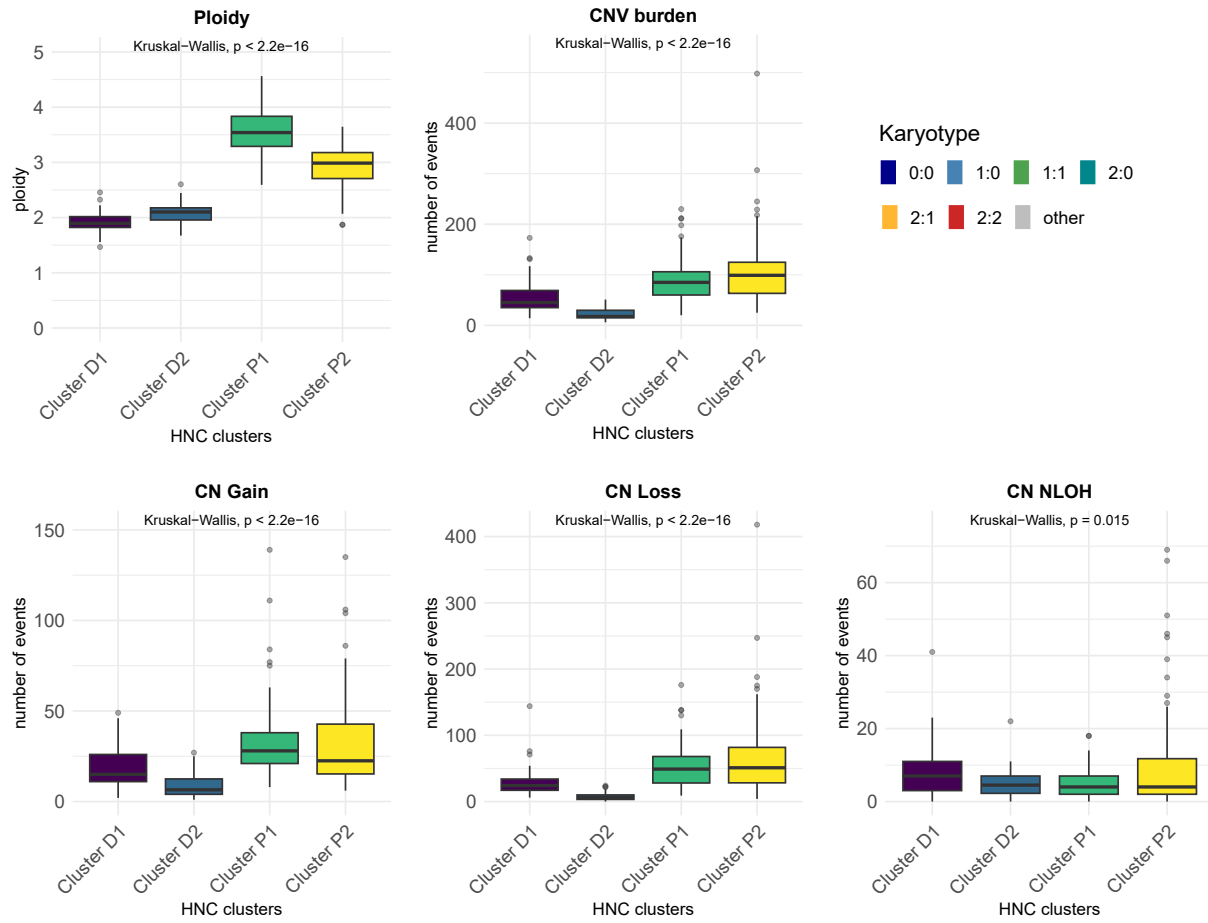 Ploidy
Kruskal−Wallis, p < 2.2e−16
5
4
3
2
1
0
ploidy
Cluster D1
Cluster D2
Cluster P1
Cluster P2
HNC clusters
CNV burden
Kruskal−Wallis, p < 2.2e−16
400
200
0
number of events
Cluster D1
Cluster D2
Cluster P1
Cluster P2
HNC clusters
Karyotype
0:0 1:0 1:1 2:0
2:1 2:2 other
CN Gain
Kruskal−Wallis, p < 2.2e−16
150
100
50
0
number of events
Cluster D1
Cluster D2
Cluster P1
Cluster P2
HNC clusters
CN Loss
Kruskal−Wallis, p < 2.2e−16
400
300
200
100
0
number of events
Cluster D1
Cluster D2
Cluster P1
Cluster P2
HNC clusters
CN NLOH
Kruskal−Wallis, p = 0.015
60
40
20
0
number of events
Cluster D1
Cluster D2
Cluster P1
Cluster P2
HNC clusters